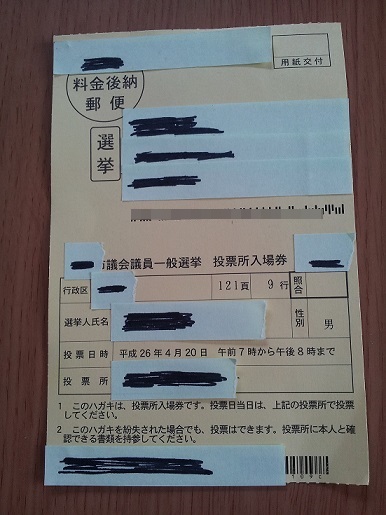 用紙交付
料金後納
郵便
選挙
市議会議員一般選挙 投票所入場券
行政区
121頁 9行
照合
選挙人氏名
性別
男
投票日時 平成26年4月20日 午前7時から午後8時まで
投票所
1 このハガキは、投票所入場券です。投票日当日は、上記の投票所で投票
してください。
2 このハガキを紛失された場合でも、投票はできます。投票所に本人と確
認できる書類を持参してください。